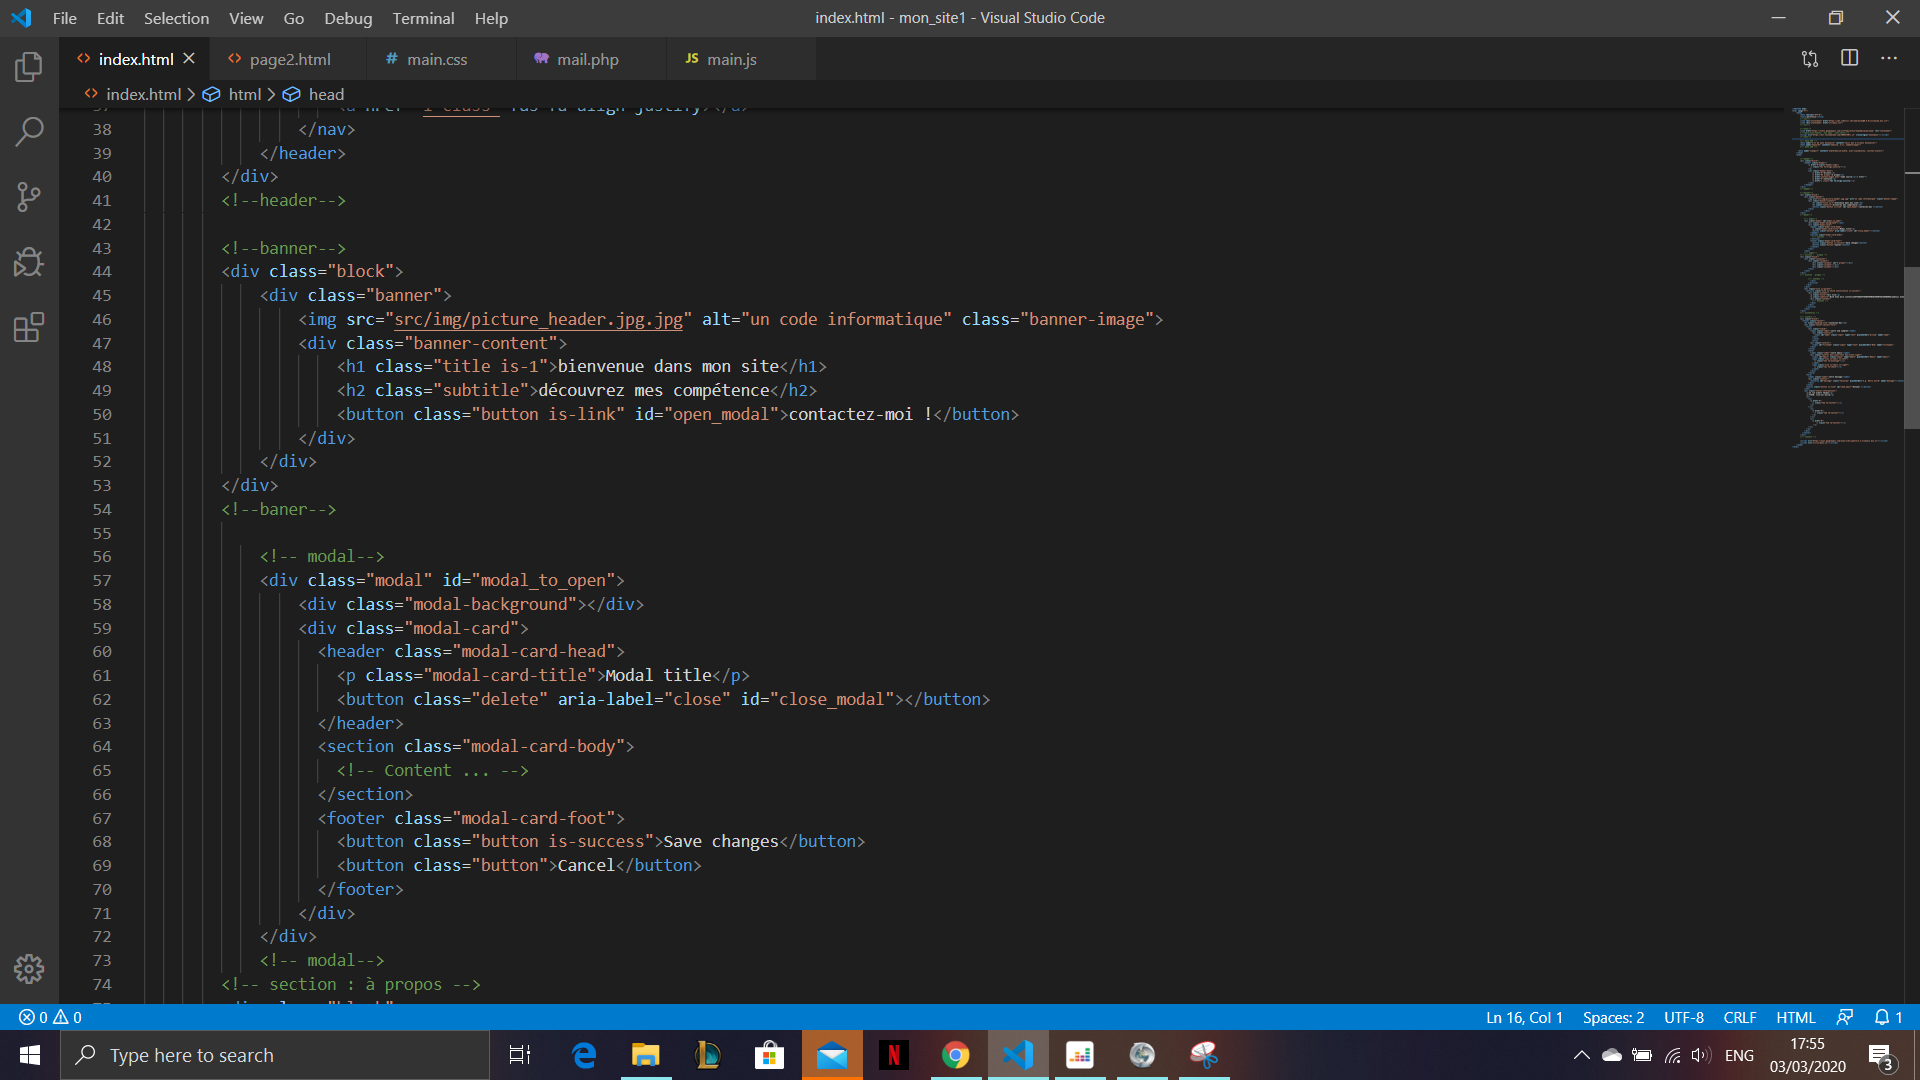 File Edit Selection View Go Debug Terminal Help
index.html - mon_site1 - Visual Studio Code
index.html
page2.html
# main.css
mail.php
JS main.js
index.html > html > head
38 </nav>
39 </header>
40 </div>
41 <!--header-->
42
43 <!--banner-->
44 <div class="block">
45 <div class="banner">
46 <img src="src/img/picture_header.jpg.jpg" alt="un code informatique" class="banner-image">
47 <div class="banner-content">
48 <h1 class="title is-1">bienvenue dans mon site</h1>
49 <h2 class="subtitle">découvrez mes compétence</h2>
50 <button class="button is-link" id="open_modal">contactez-moi !</button>
51 </div>
52 </div>
53 </div>
54 <!--baner-->
55
56 <!-- modal-->
57 <div class="modal" id="modal_to_open">
58 <div class="modal-background"></div>
59 <div class="modal-card">
60 <header class="modal-card-head">
61 <p class="modal-card-title">Modal title</p>
62 <button class="delete" aria-label="close" id="close_modal"></button>
63 </header>
64 <section class="modal-card-body">
65 <!-- Content ... -->
66 </section>
67 <footer class="modal-card-foot">
68 <button class="button is-success">Save changes</button>
69 <button class="button">Cancel</button>
70 </footer>
71 </div>
72 </div>
73 <!-- modal-->
74 <!-- section : à propos -->
0 0
Ln 16, Col 1 Spaces: 2 UTF-8 CRLF HTML 1
Type here to search
N
ENG
17:55
03/03/2020
3